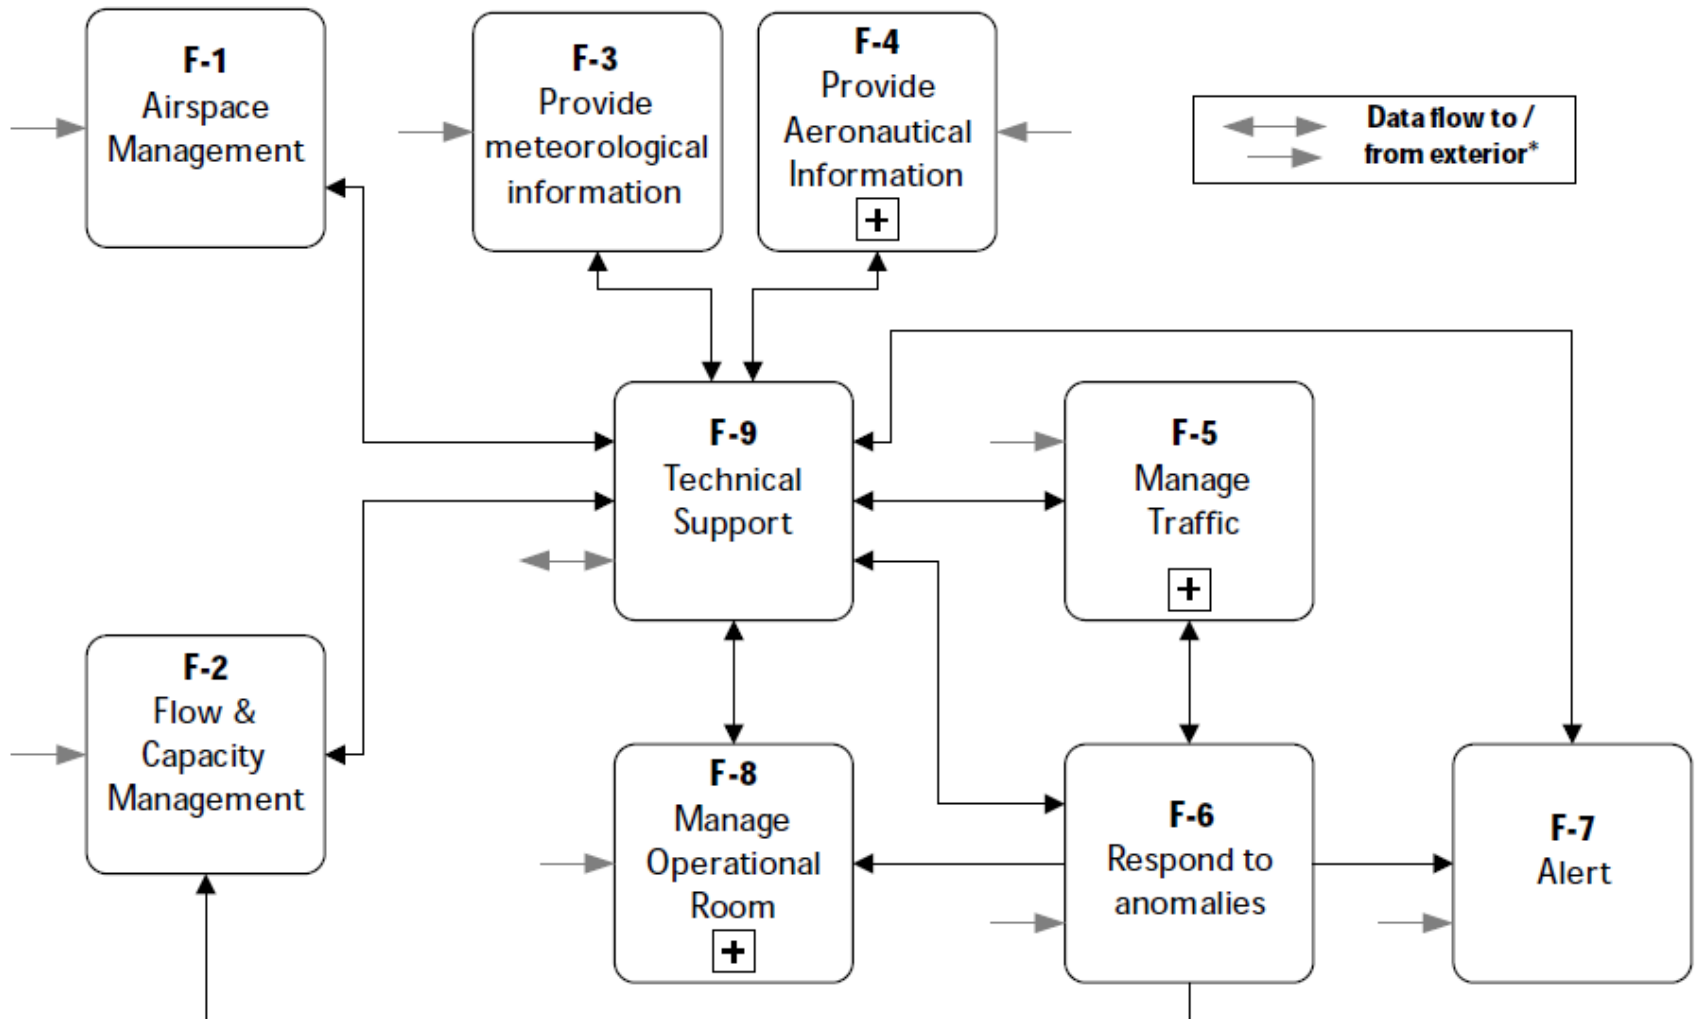 F-1
Airspace
Management
F-3
Provide
meteorological
information
F-4
Provide
Aeronautical
Information
+
Data flow to /
from exterior*
F-9
Technical
Support
F-5
Manage
Traffic
+
F-2
Flow &
Capacity
Management
F-8
Manage
Operational
Room
+
F-6
Respond to
anomalies
F-7
Alert